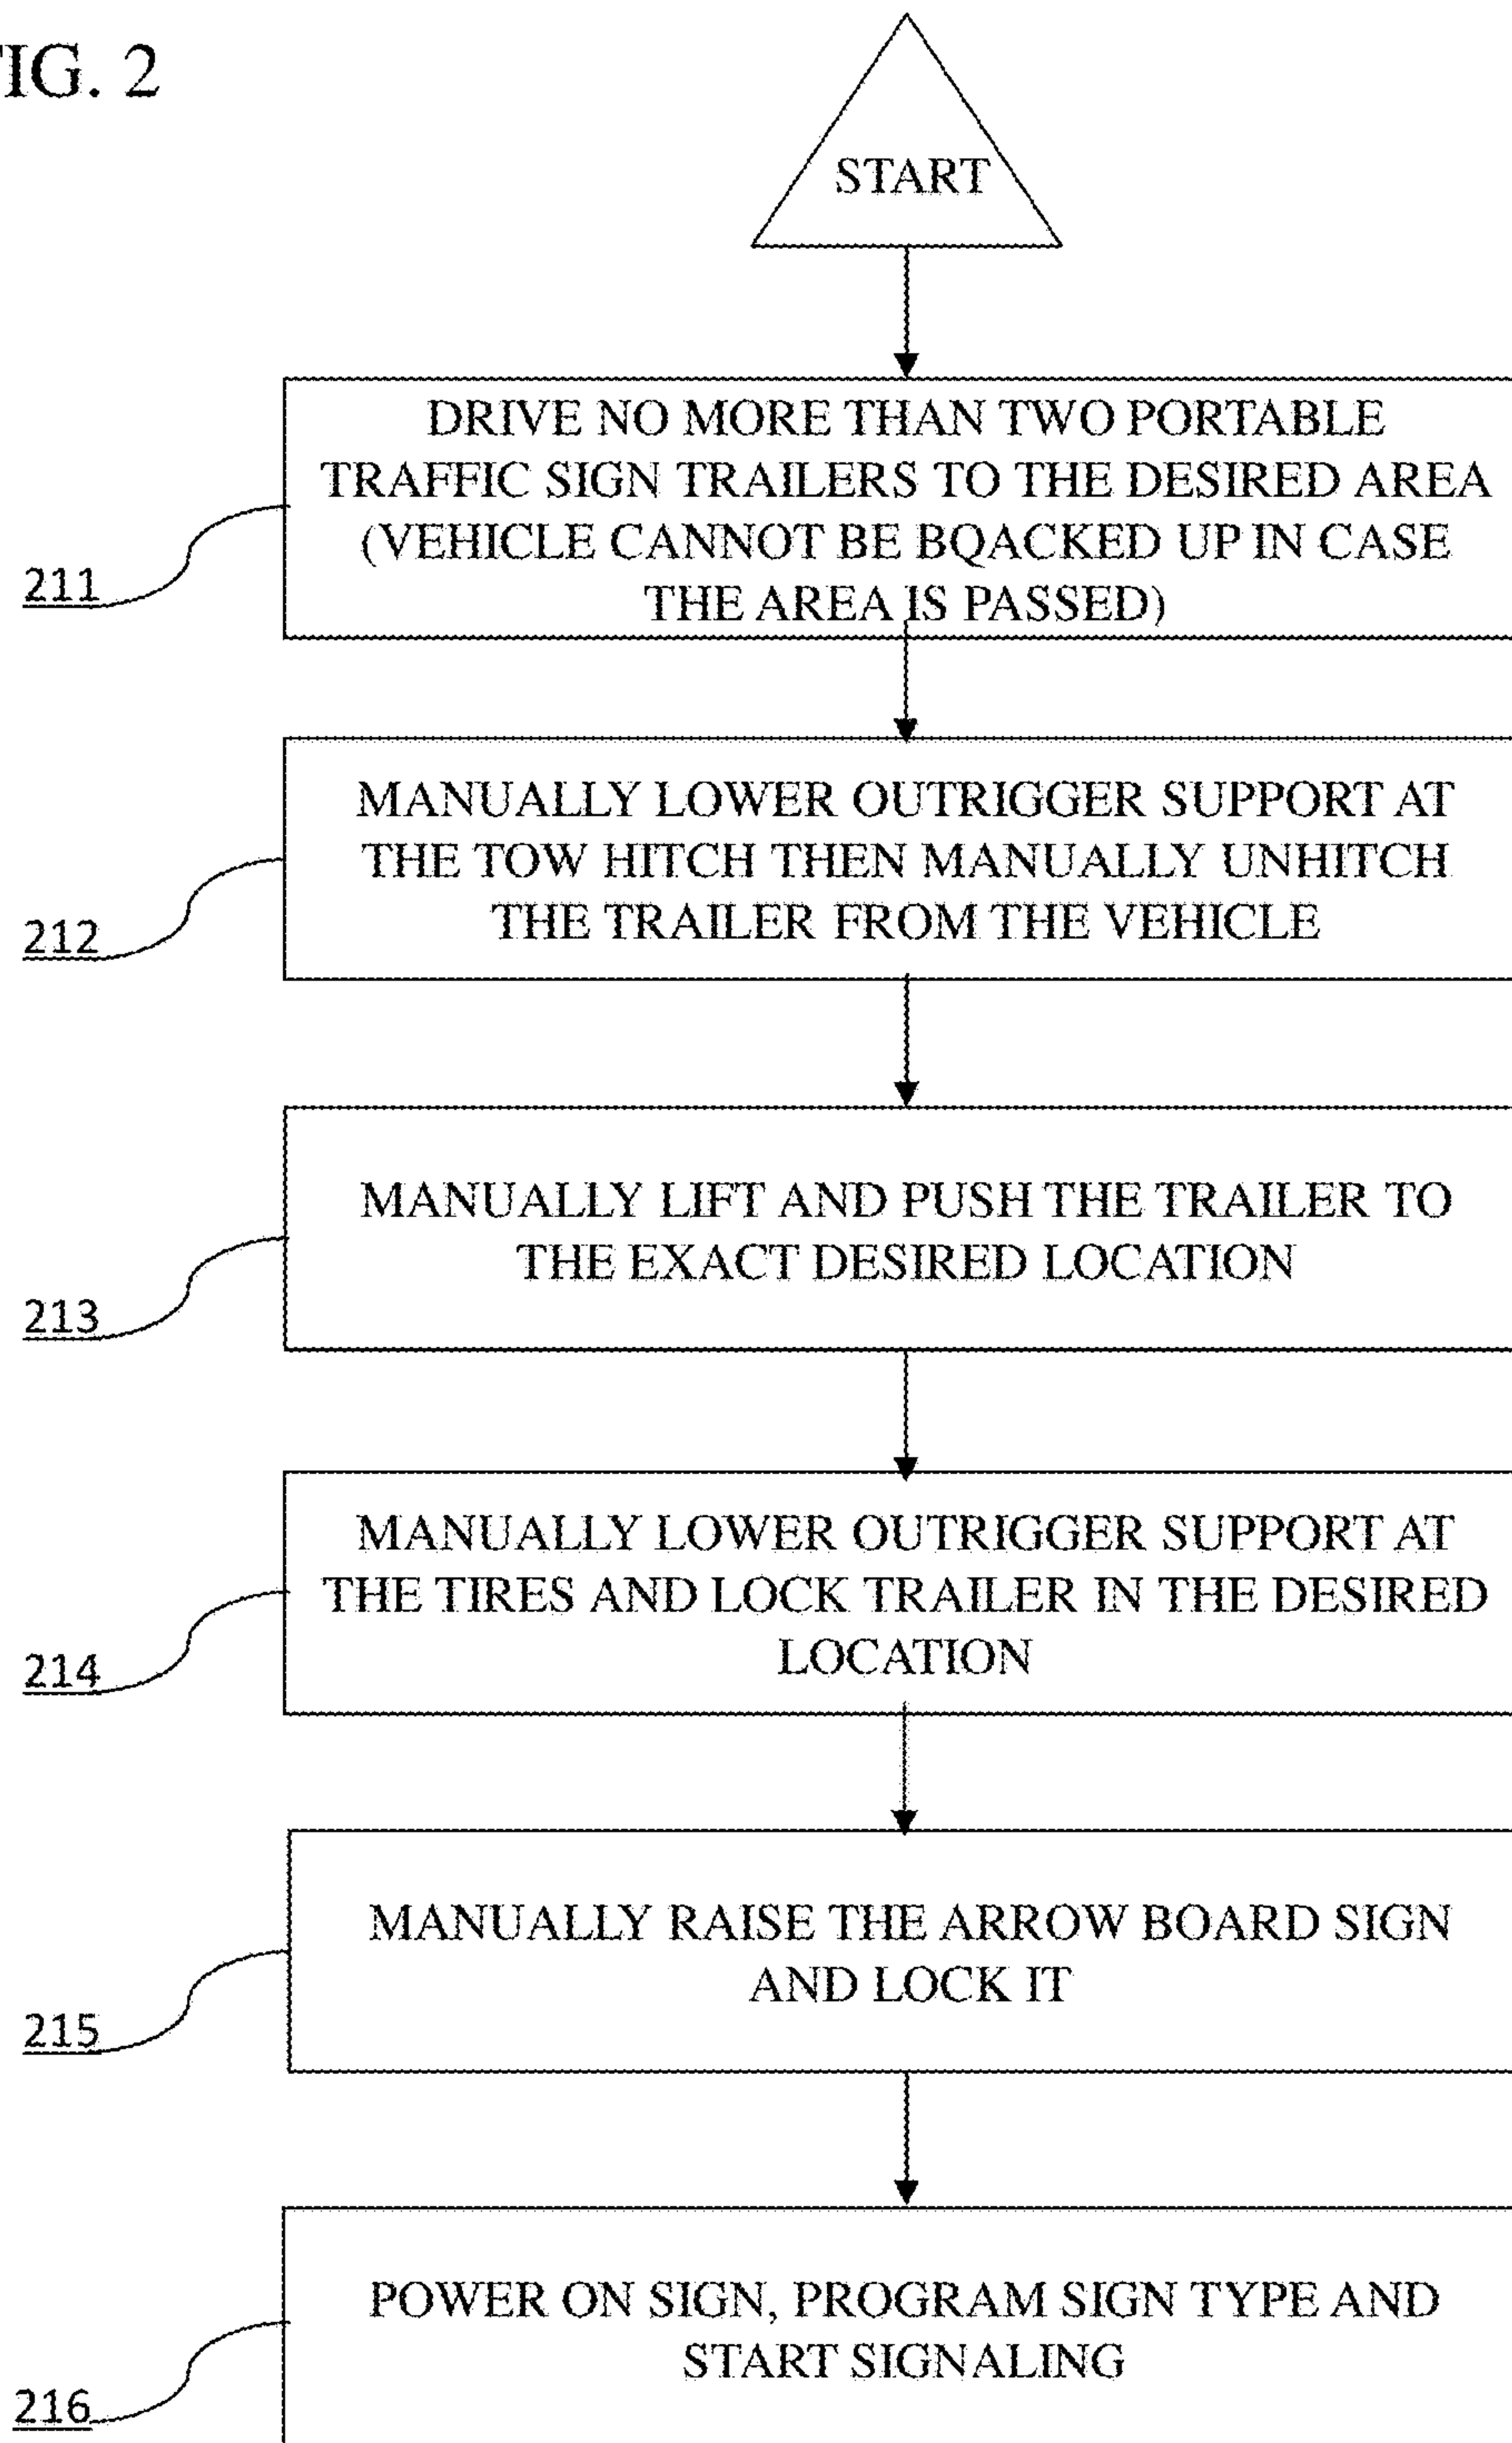 FIG. 2
START
DRIVE NO MORE THAN TWO PORTABLE
TRAFFIC SIGN TRAILERS TO THE DESIRED AREA
(VEHICLE CANNOT BE BQACKED UP IN CASE
THE AREA IS PASSED)
211
MANUALLY LOWER OUTRIGGER SUPPORT AT
THE TOW HITCH THEN MANUALLY UNHITCH
THE TRAILER FROM THE VEHICLE
212
MANUALLY LIFT AND PUSH THE TRAILER TO
THE EXACT DESIRED LOCATION
213
MANUALLY LOWER OUTRIGGER SUPPORT AT
THE TIRES AND LOCK TRAILER IN THE DESIRED
LOCATION
214
MANUALLY RAISE THE ARROW BOARD SIGN
AND LOCK IT
215
POWER ON SIGN, PROGRAM SIGN TYPE AND
START SIGNALING
216